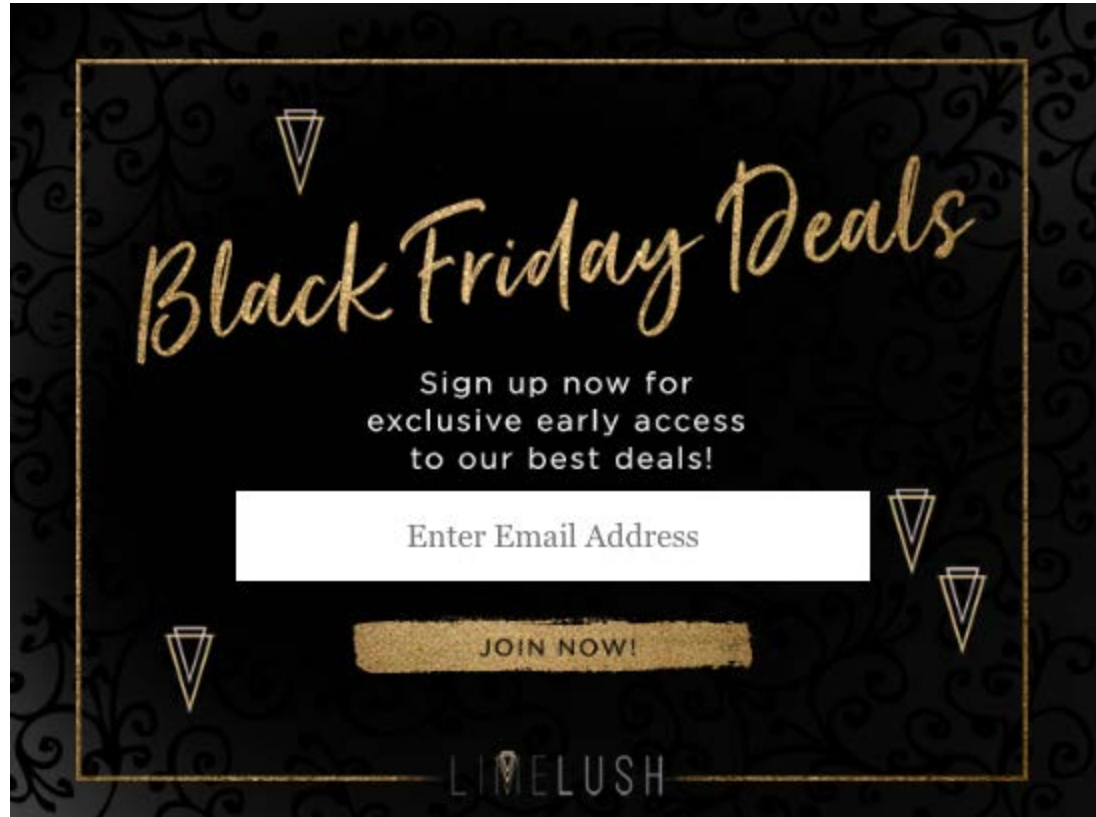 Black Friday Deals
Sign up now for
exclusive early access
to our best deals!
Enter Email Address
JOIN NOW!
LIMELUSH